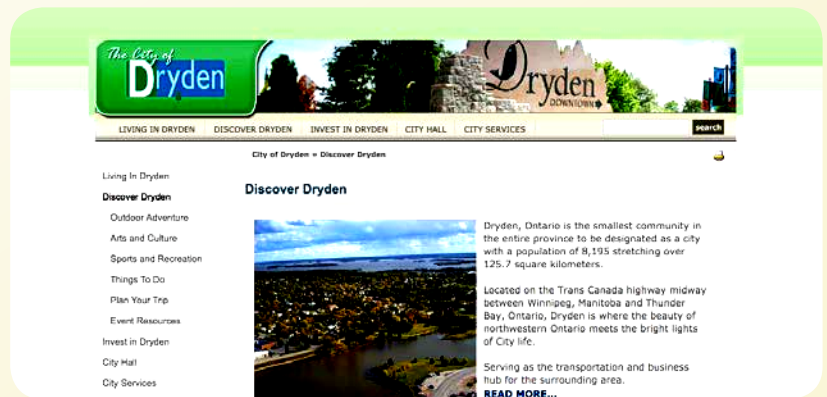 The City of
Dryden
Dryden
DOWNTOWN
LIVING IN DRYDEN DISCOVER DRYDEN INVEST IN DRYDEN CITY HALL CITY SERVICES search
City of Dryden » Discover Dryden
Living In Dryden
Discover Dryden
Outdoor Adventure
Arts and Culture
Sports and Recreation
Things To Do
Plan Your Trip
Event Resources
Invest in Dryden
City Hall
City Services
Discover Dryden
Dryden, Ontario is the smallest community in
the entire province to be designated as a city
with a population of 8,195 stretching over
125.7 square kilometers.
Located on the Trans Canada highway midway
between Winnipeg, Manitoba and Thunder
Bay, Ontario, Dryden is where the beauty of
northwestern Ontario meets the bright lights
of City life.
Serving as the transportation and business
hub for the surrounding area.
READ MORE...